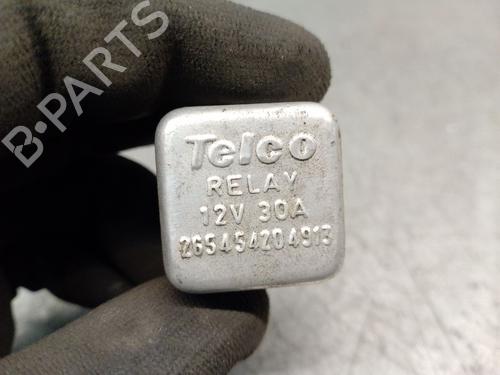 Telco
RELAY
12V 30A
265454204913
B-PARTS